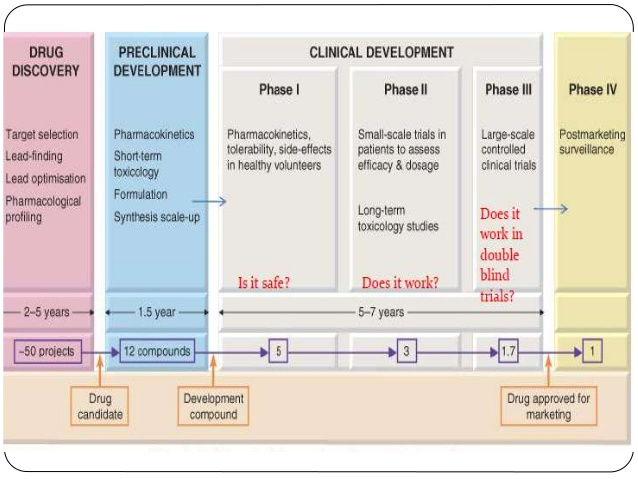 DRUG
DISCOVERY
Target selection
Lead-finding
Lead optimisation
Pharmacological
profiling
PRECLINICAL
DEVELOPMENT
Pharmacokinetics
Short-term
toxicology
Formulation
Synthesis scale-up
CLINICAL DEVELOPMENT
Phase I
Pharmacokinetics,
tolerability, side-effects
in healthy volunteers
Is it safe?
Phase II
Small-scale trials in
patients to assess
efficacy & dosage
Long-term
toxicology studies
Does it work?
Phase III
Large-scale
controlled
clinical trials
Does it
work in
double
blind
trials?
Phase IV
Postmarketing
surveillance
2–5 years
1.5 year
5–7 years
~50 projects
12 compounds
5
3
1.7
1
Drug
candidate
Development
compound
Drug approved for
marketing